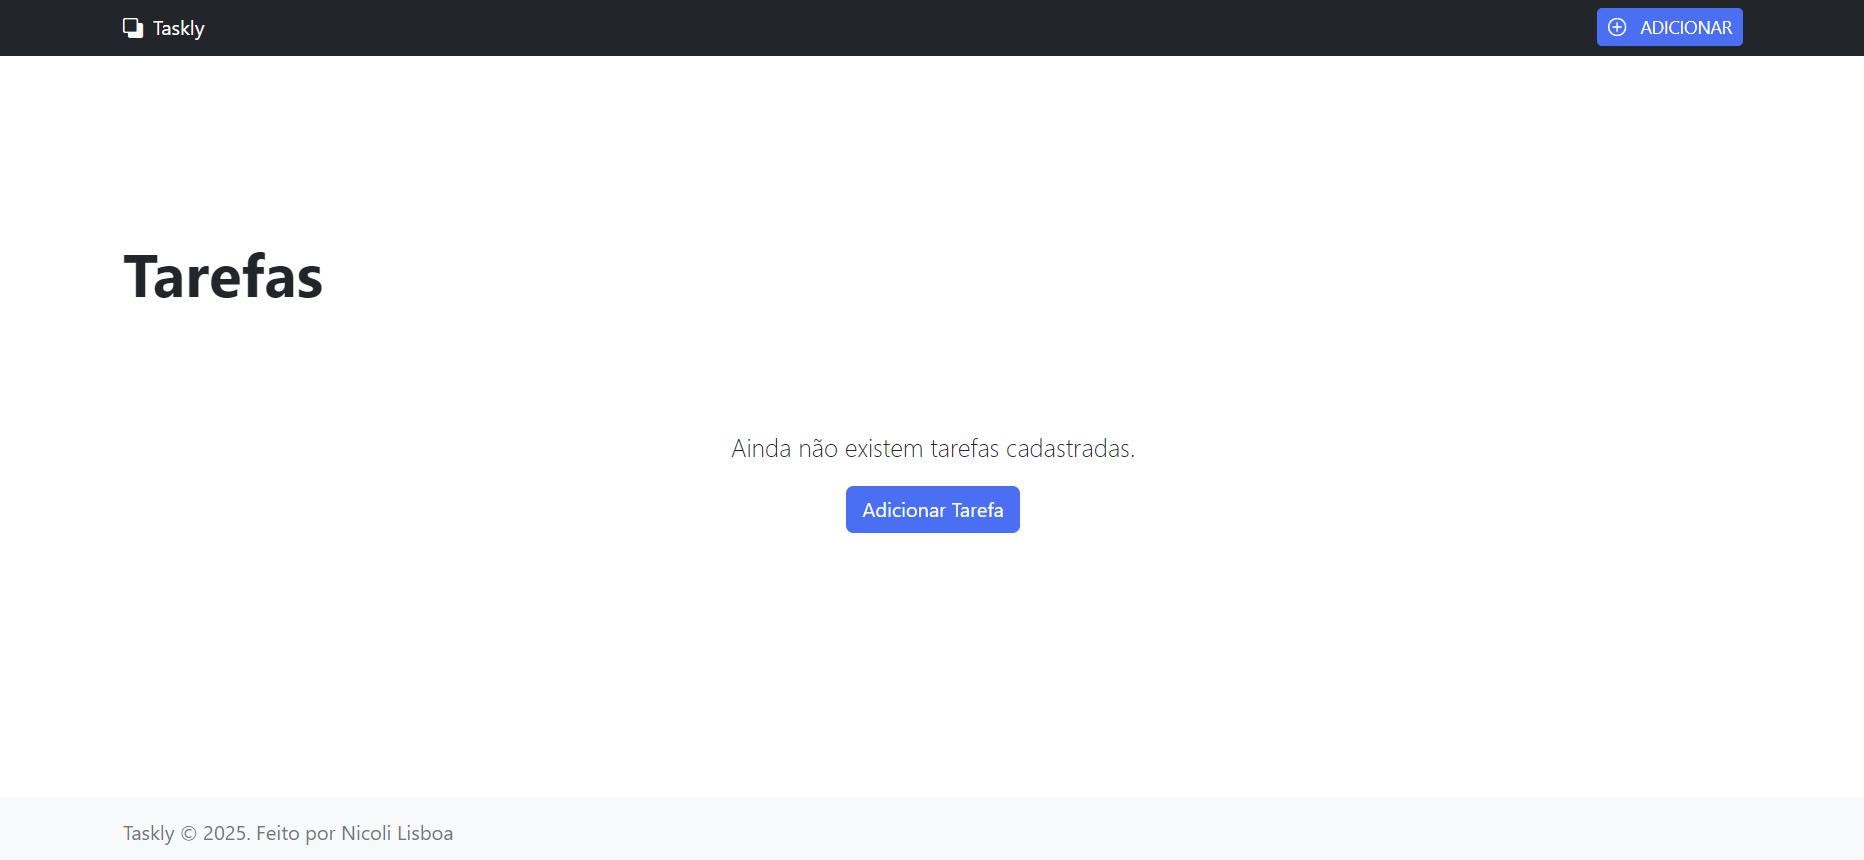 Taskly
ADICIONAR
Tarefas
Ainda não existem tarefas cadastradas.
Adicionar Tarefa
Taskly © 2025. Feito por Nicoli Lisboa